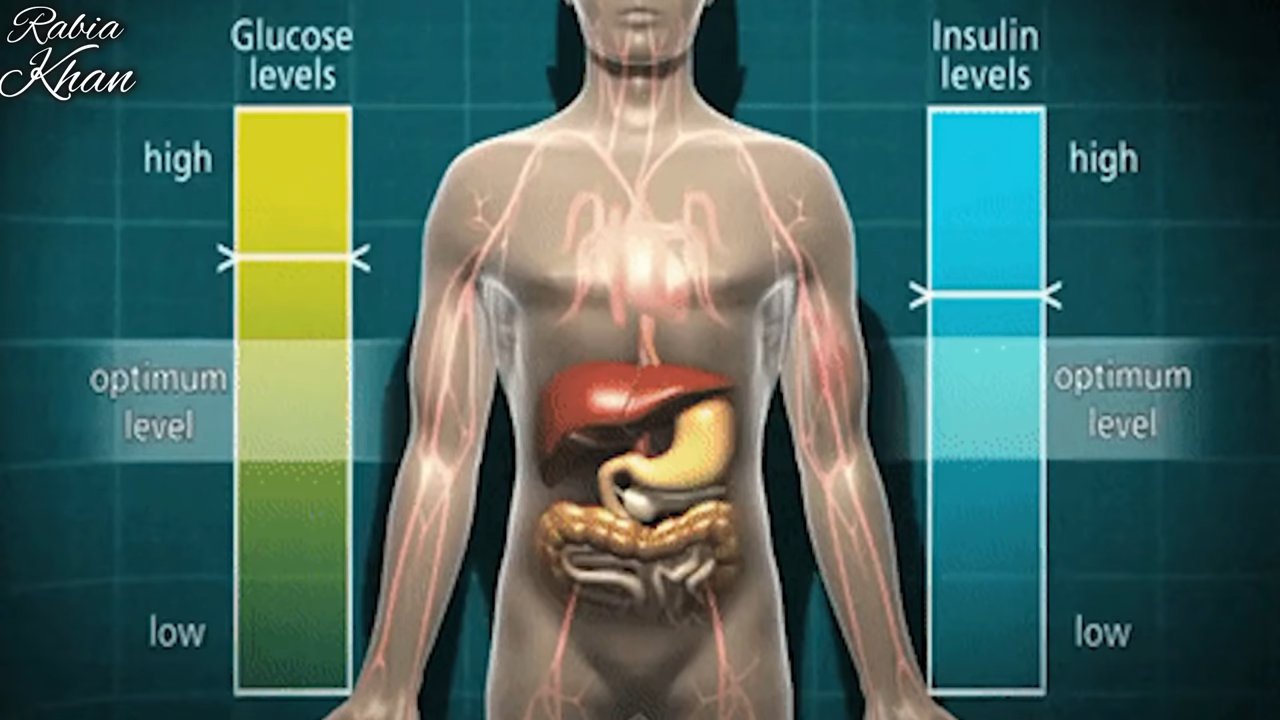 Rabia
Khan
Glucose
levels
high
optimum
level
low
Insulin
levels
high
optimum
level
low